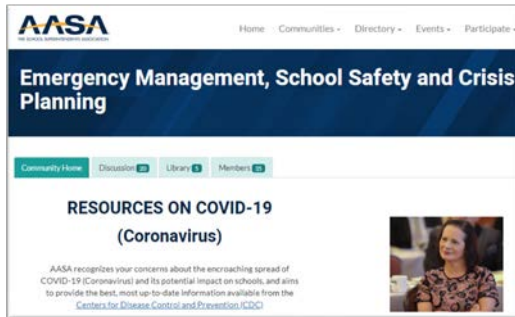 AASA
THE SCHOOL SUPERINTENDENTS ASSOCIATION
Home Communities Directory Events Participate
Emergency Management, School Safety and Crisis
Planning
Community Home Discussion Library Members
RESOURCES ON COVID-19
(Coronavirus)
AASA recognizes your concerns about the encroaching spread of
COVID-19 (Coronavirus) and its potential impact on schools, and aims
to provide the best, most up-to-date information available from the
Centers for Disease Control and Prevention (CDC)